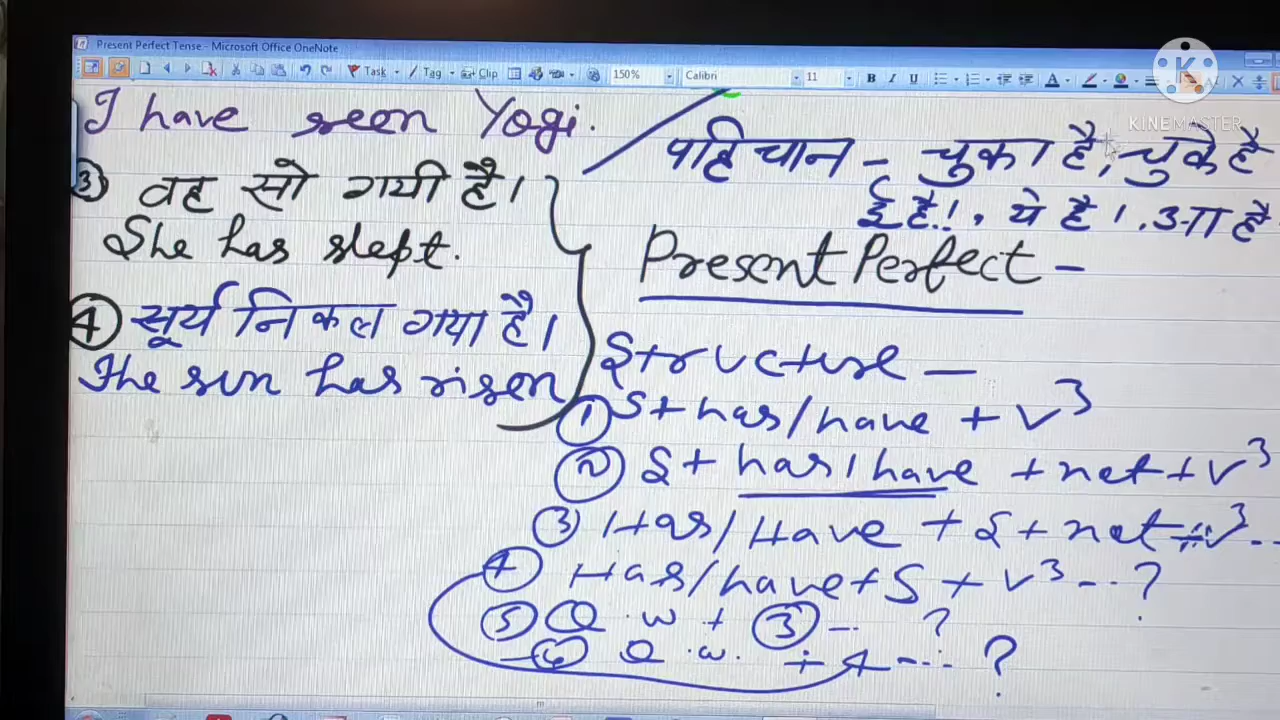 Present Perfect Tense - Microsoft Office OneNote
Task Tag Clip 150% Calibri 11 B I U
K
KINEMASTER
I have seen Yogi.
③ वह सो गयी है।
She has slept.
④ सूर्य निकल गया है।
The sun has risen
पहिचान - चुका है, चुके है
ई है!, ये है।, आ है
Present Perfect -
Structure -
① S + has/have + V³
② S + has/have + not + V³
③ Has/Have + S + not + V³ ...
④ Has/have + S + V³ ... ?
⑤ Q.w + ③ ... ?
⑥ Q.w. + 4 ... ?